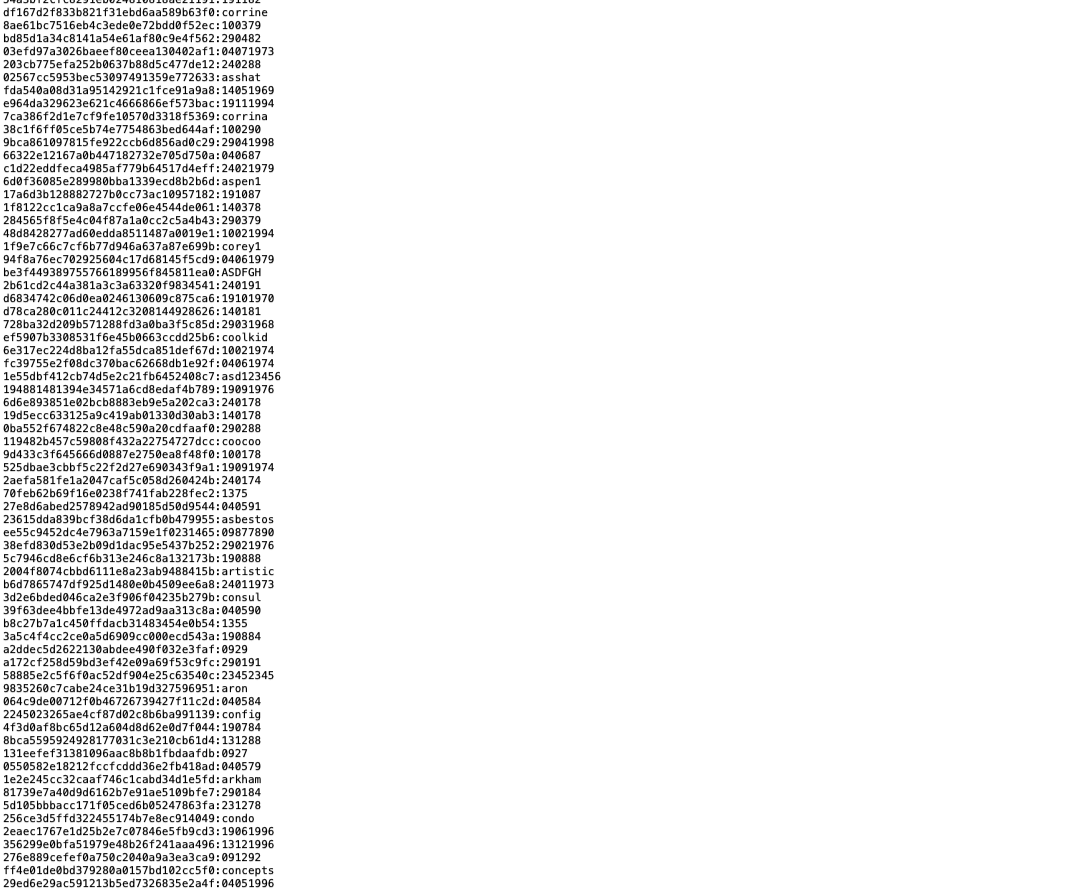 df167d2f833b821f31ebd6aa589b63f0:corrine
8ae61bc7516eb4c3ede0e72bdd0f52ec:100379
bd85d1a34c8141a54e61af80c9e4f562:290482
03efd97a3026baeef80ceea130402af1:04071973
203cb775efa252b0637b88d5c477de12:240288
02567cc5953bec53097491359e772633:asshat
fda540a08d31a95142921c1fce91a9a8:14051969
e964da329623e621c4666866ef573bac:19111994
7ca386f2d1e7cf9fe10570d3318f5369:corrina
38c1f6ff05ce5b74e7754863bed644af:100290
9bca861097815fe922ccb6d856ad0c29:29041998
66322e12167a0b447182732e705d750a:040687
c1d22eddfeca4985af779b64517d4eff:24021979
6d0f36085e289980bba1339ecd8b2b6d:aspen1
17a6d3b128882727b0cc73ac10957182:191087
1f8122cc1ca9a8a7ccfe06e4544de061:140378
284565f8f5e4c04f87a1a0cc2c5a4b43:290379
48d8428277ad60edda8511487a0019e1:10021994
1f9e7c66c7cf6b77d946a637a87e699b:corey1
94f8a76ec702925604c17d68145f5cd9:04061979
be3f449389755766189956f845811ea0:ASDFGH
2b61cd2c44a381a3c3a63320f9834541:240191
d6834742c06d0ea0246130609c875ca6:19101970
d78ca280c011c24412c3208144928626:140181
728ba32d209b571288fd3a0ba3f5c85d:29031968
ef5907b3308531f6e45b0663ccdd25b6:coolkid
6e317ec224d8ba12fa55dca851def67d:10021974
fc39755e2f08dc370bac62668db1e92f:04061974
1e55dbf412cb74d5e2c21fb6452408c7:asd123456
194881481394e34571a6cd8edaf4b789:19091976
6d6e893851e02bcb8883eb9e5a202ca3:240178
19d5ecc633125a9c419ab01330d30ab3:140178
0ba552f674822c8e48c590a20cdfaaf0:290288
119482b457c59808f432a22754727dcc:coocoo
9d433c3f645666d0887e2750ea8f48f0:100178
525dbae3cbbf5c22f2d27e690343f9a1:19091974
2aefa581fe1a2047caf5c058d260424b:240174
70feb62b69f16e0238f741fab228fec2:1375
27e8d6abed2578942ad90185d50d9544:040591
23615dda839bcf38d6da1cfb0b479955:asbestos
ee55c9452dc4e7963a7159e1f0231465:09877890
38efd830d53e2b09d1dac95e5437b252:29021976
5c7946cd8e6cf6b313e246c8a132173b:190888
2004f8074cbbd6111e8a23ab9488415b:artistic
b6d7865747df925d1480e0b4509ee6a8:24011973
3d2e6bded046ca2e3f906f04235b279b:consul
39f63dee4bbfe13de4972ad9aa313c8a:040590
b8c27b7a1c450ffdacb31483454e0b54:1355
3a5c4f4cc2ce0a5d6909cc000ecd543a:190884
a2ddec5d2622130abdee490f032e3faf:0929
a172cf258d59bd3ef42e09a69f53c9fc:290191
58885e2c5f6f0ac52df904e25c63540c:23452345
9835260c7cabe24ce31b19d327596951:aron
064c9de00712f0b46726739427f11c2d:040584
2245023265ae4cf87d02c8b6ba991139:config
4f3d0af8bc65d12a604d8d62e0d7f044:190784
8bca5595924928177031c3e210cb61d4:131288
131eefef31381096aac8b8b1fbdaafdb:0927
0550582e18212fccfcddd36e2fb418ad:040579
1e2e245cc32caaf746c1cabd34d1e5fd:arkham
81739e7a40d9d6162b7e91ae5109bfe7:290184
5d105bbbacc171f05ced6b05247863fa:231278
256ce3d5ffd322455174b7e8ec914049:condo
2eaec1767e1d25b2e7c07846e5fb9cd3:19061996
356299e0bfa51979e48b26f241aaa496:13121996
276e889cefef0a750c2040a9a3ea3ca9:091292
ff4e01de0bd379280a0157bd102cc5f0:concepts
29ed6e29ac591213b5ed7326835e2a4f:04051996